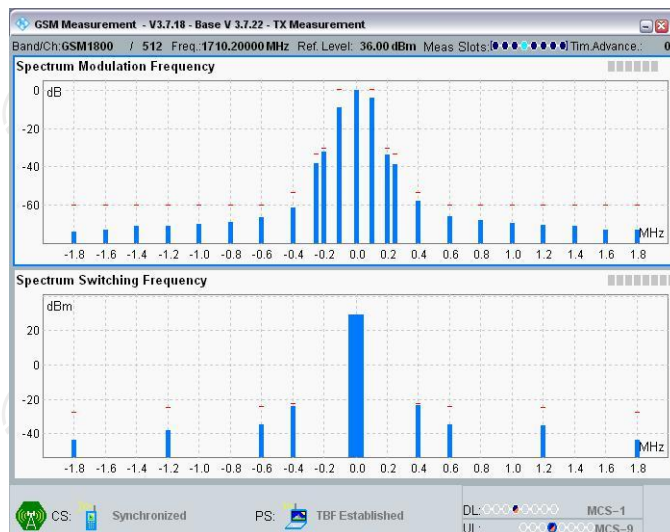 GSM Measurement - V3.7.18 - Base V 3.7.22 - TX Measurement
Band/Ch:GSM1800 / 512 Freq.:1710.20000 MHz Ref. Level: 36.00 dBm Meas Slots: Tim.Advance.: 0
Spectrum Modulation Frequency
dB
0
-20
-40
-60
MHz
-1.8 -1.6 -1.4 -1.2 -1.0 -0.8 -0.6 -0.4 -0.2 0.0 0.2 0.4 0.6 0.8 1.0 1.2 1.4 1.6 1.8
Spectrum Switching Frequency
dBm
20
0
-20
-40
-1.8 -1.6 -1.4 -1.2 -1.0 -0.8 -0.6 -0.4 -0.2 0.0 0.2 0.4 0.6 0.8 1.0 1.2 1.4 1.6 1.8
MHz
CS: Synchronized PS: TBF Established DL: MCS-1
UL: MCS-9